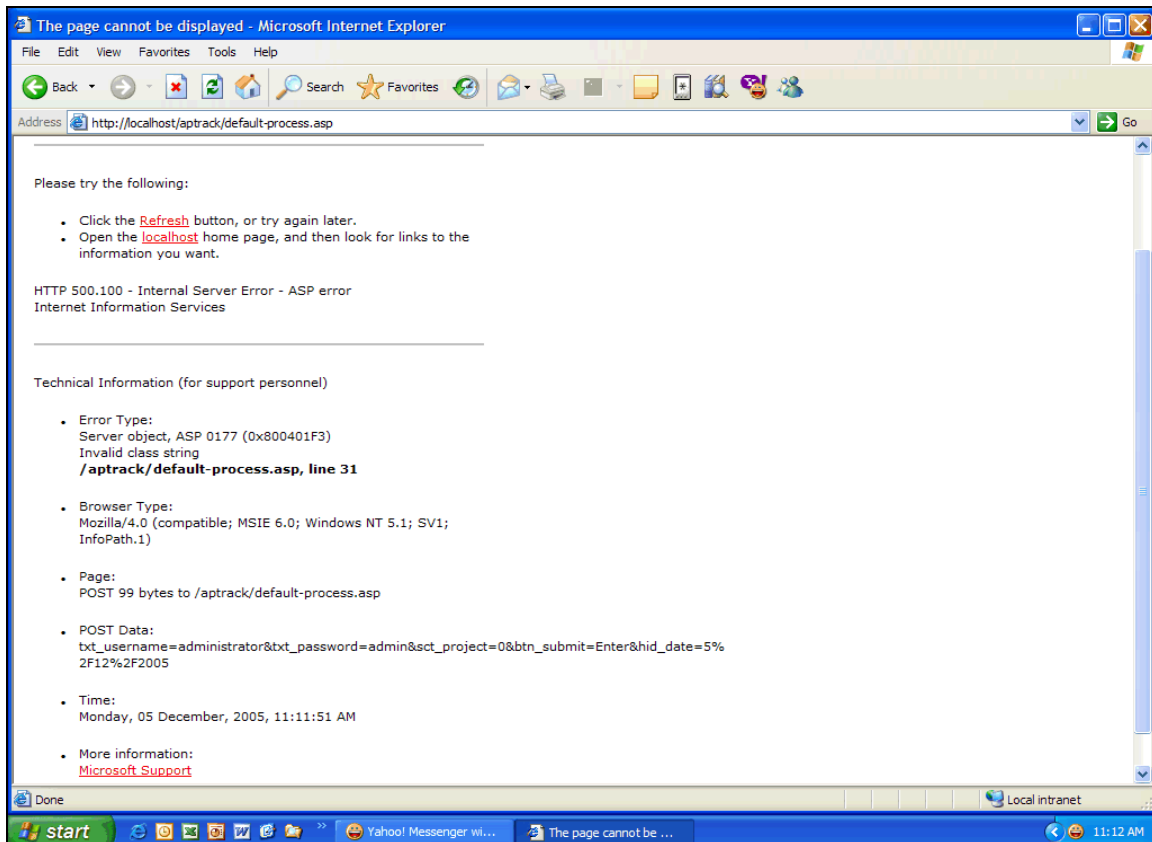 The page cannot be displayed - Microsoft Internet Explorer
File Edit View Favorites Tools Help
Back Search Favorites
Address http://localhost/aptrack/default-process.asp Go
Please try the following:
Click the Refresh button, or try again later.
Open the localhost home page, and then look for links to the
information you want.
HTTP 500.100 - Internal Server Error - ASP error
Internet Information Services
Technical Information (for support personnel)
Error Type:
Server object, ASP 0177 (0x800401F3)
Invalid class string
/aptrack/default-process.asp, line 31
Browser Type:
Mozilla/4.0 (compatible; MSIE 6.0; Windows NT 5.1; SV1;
InfoPath.1)
Page:
POST 99 bytes to /aptrack/default-process.asp
POST Data:
txt_username=administrator&txt_password=admin&sct_project=0&btn_submit=Enter&hid_date=5%
2F12%2F2005
Time:
Monday, 05 December, 2005, 11:11:51 AM
More information:
Microsoft Support
Done Local intranet
start Yahoo! Messenger wi... The page cannot be ... 11:12 AM